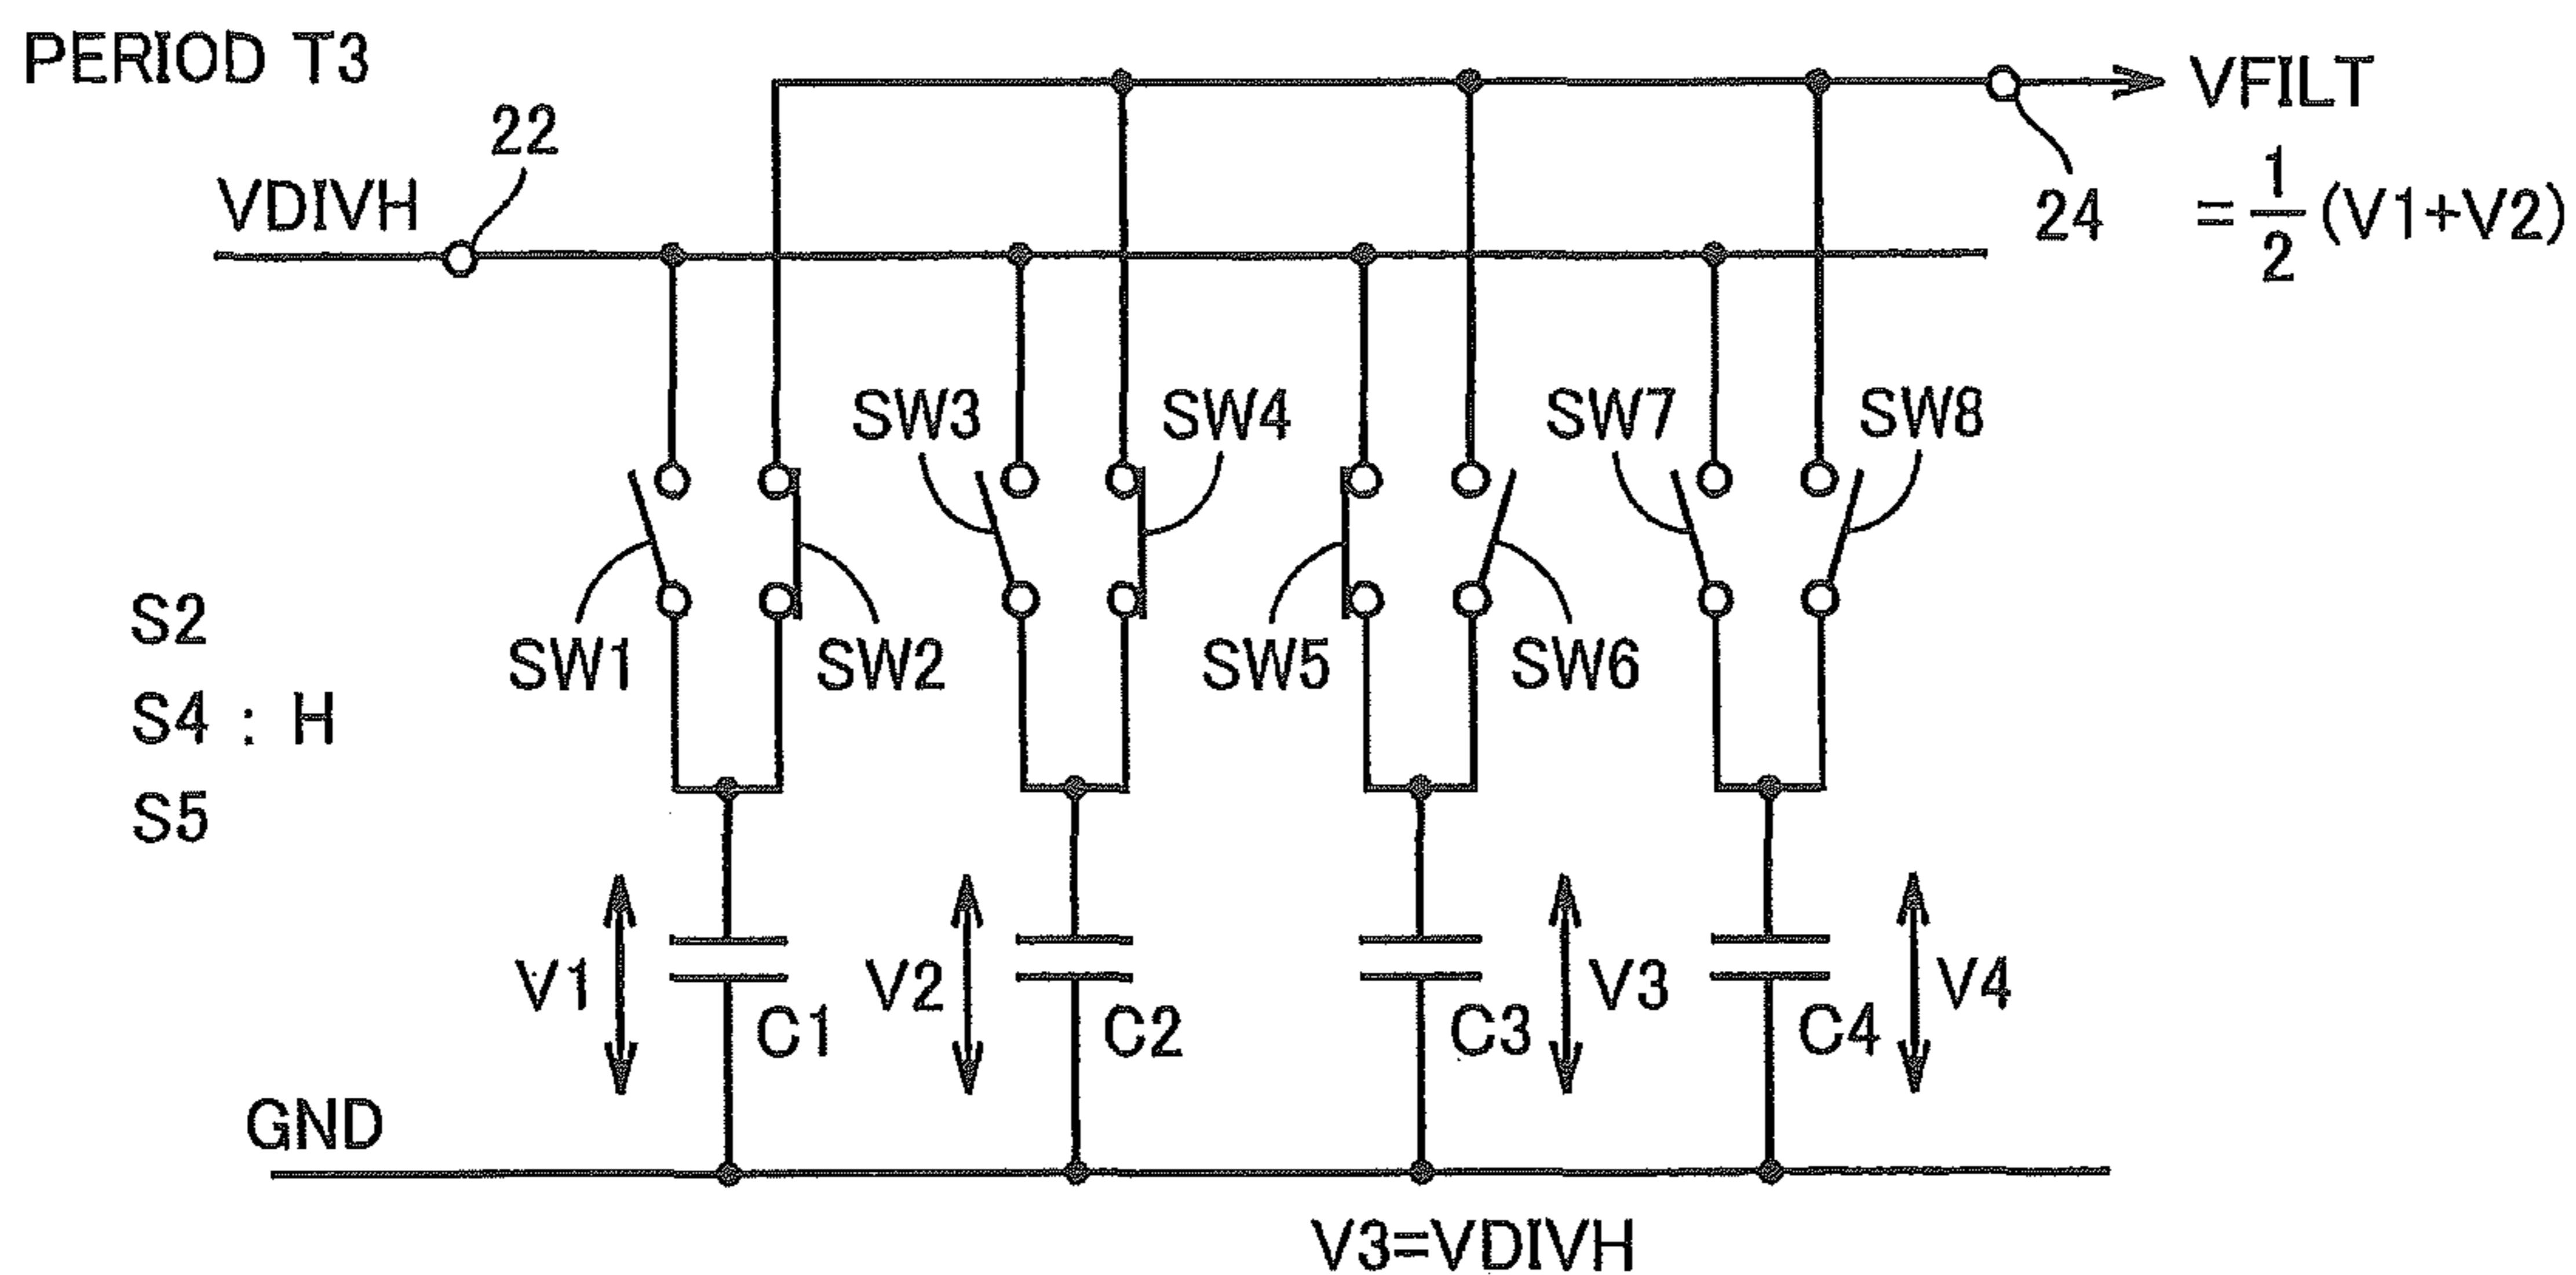 PERIOD T3
22
VDIVH
VFILT
24
= 1/2 (V1+V2)
SW3
SW4
SW7
SW8
S2
S4 : H
S5
SW1
SW2
SW5
SW6
V1
C1
V2
C2
C3
V3
C4
V4
GND
V3=VDIVH